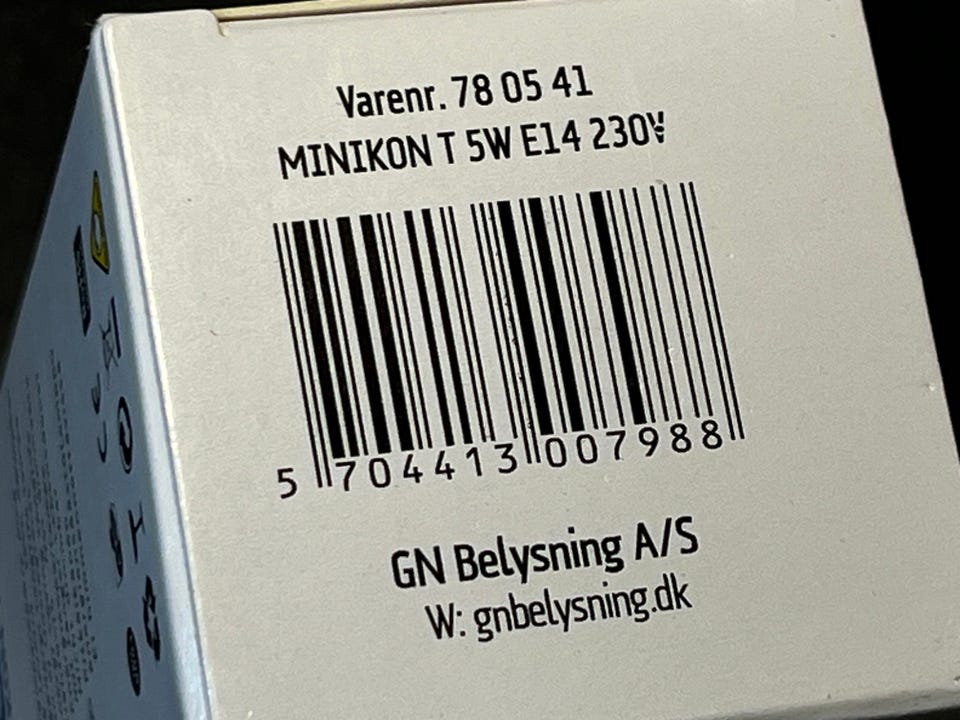 Varenr. 78 05 41
MINIKON T 5W E14 230V
5 704413 007988
GN Belysning A/S
W: gnbelysning.dk